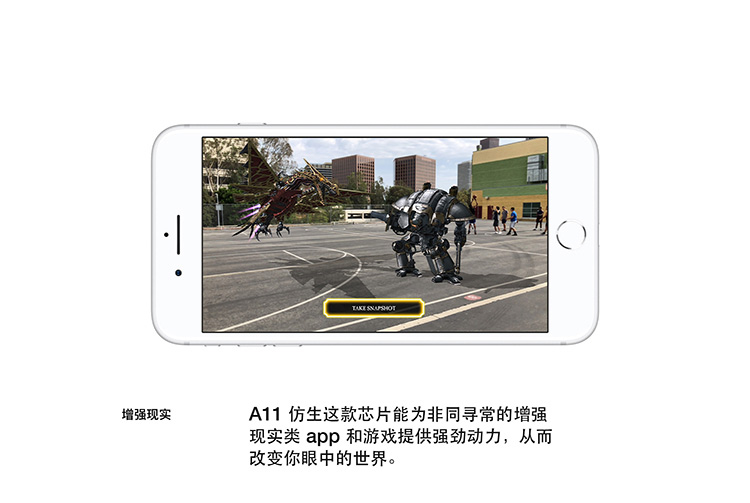 TAKE SNAPSHOT
增强现实
A11 仿生这款芯片能为非同寻常的增强
现实类 app 和游戏提供强劲动力，从而
改变你眼中的世界。